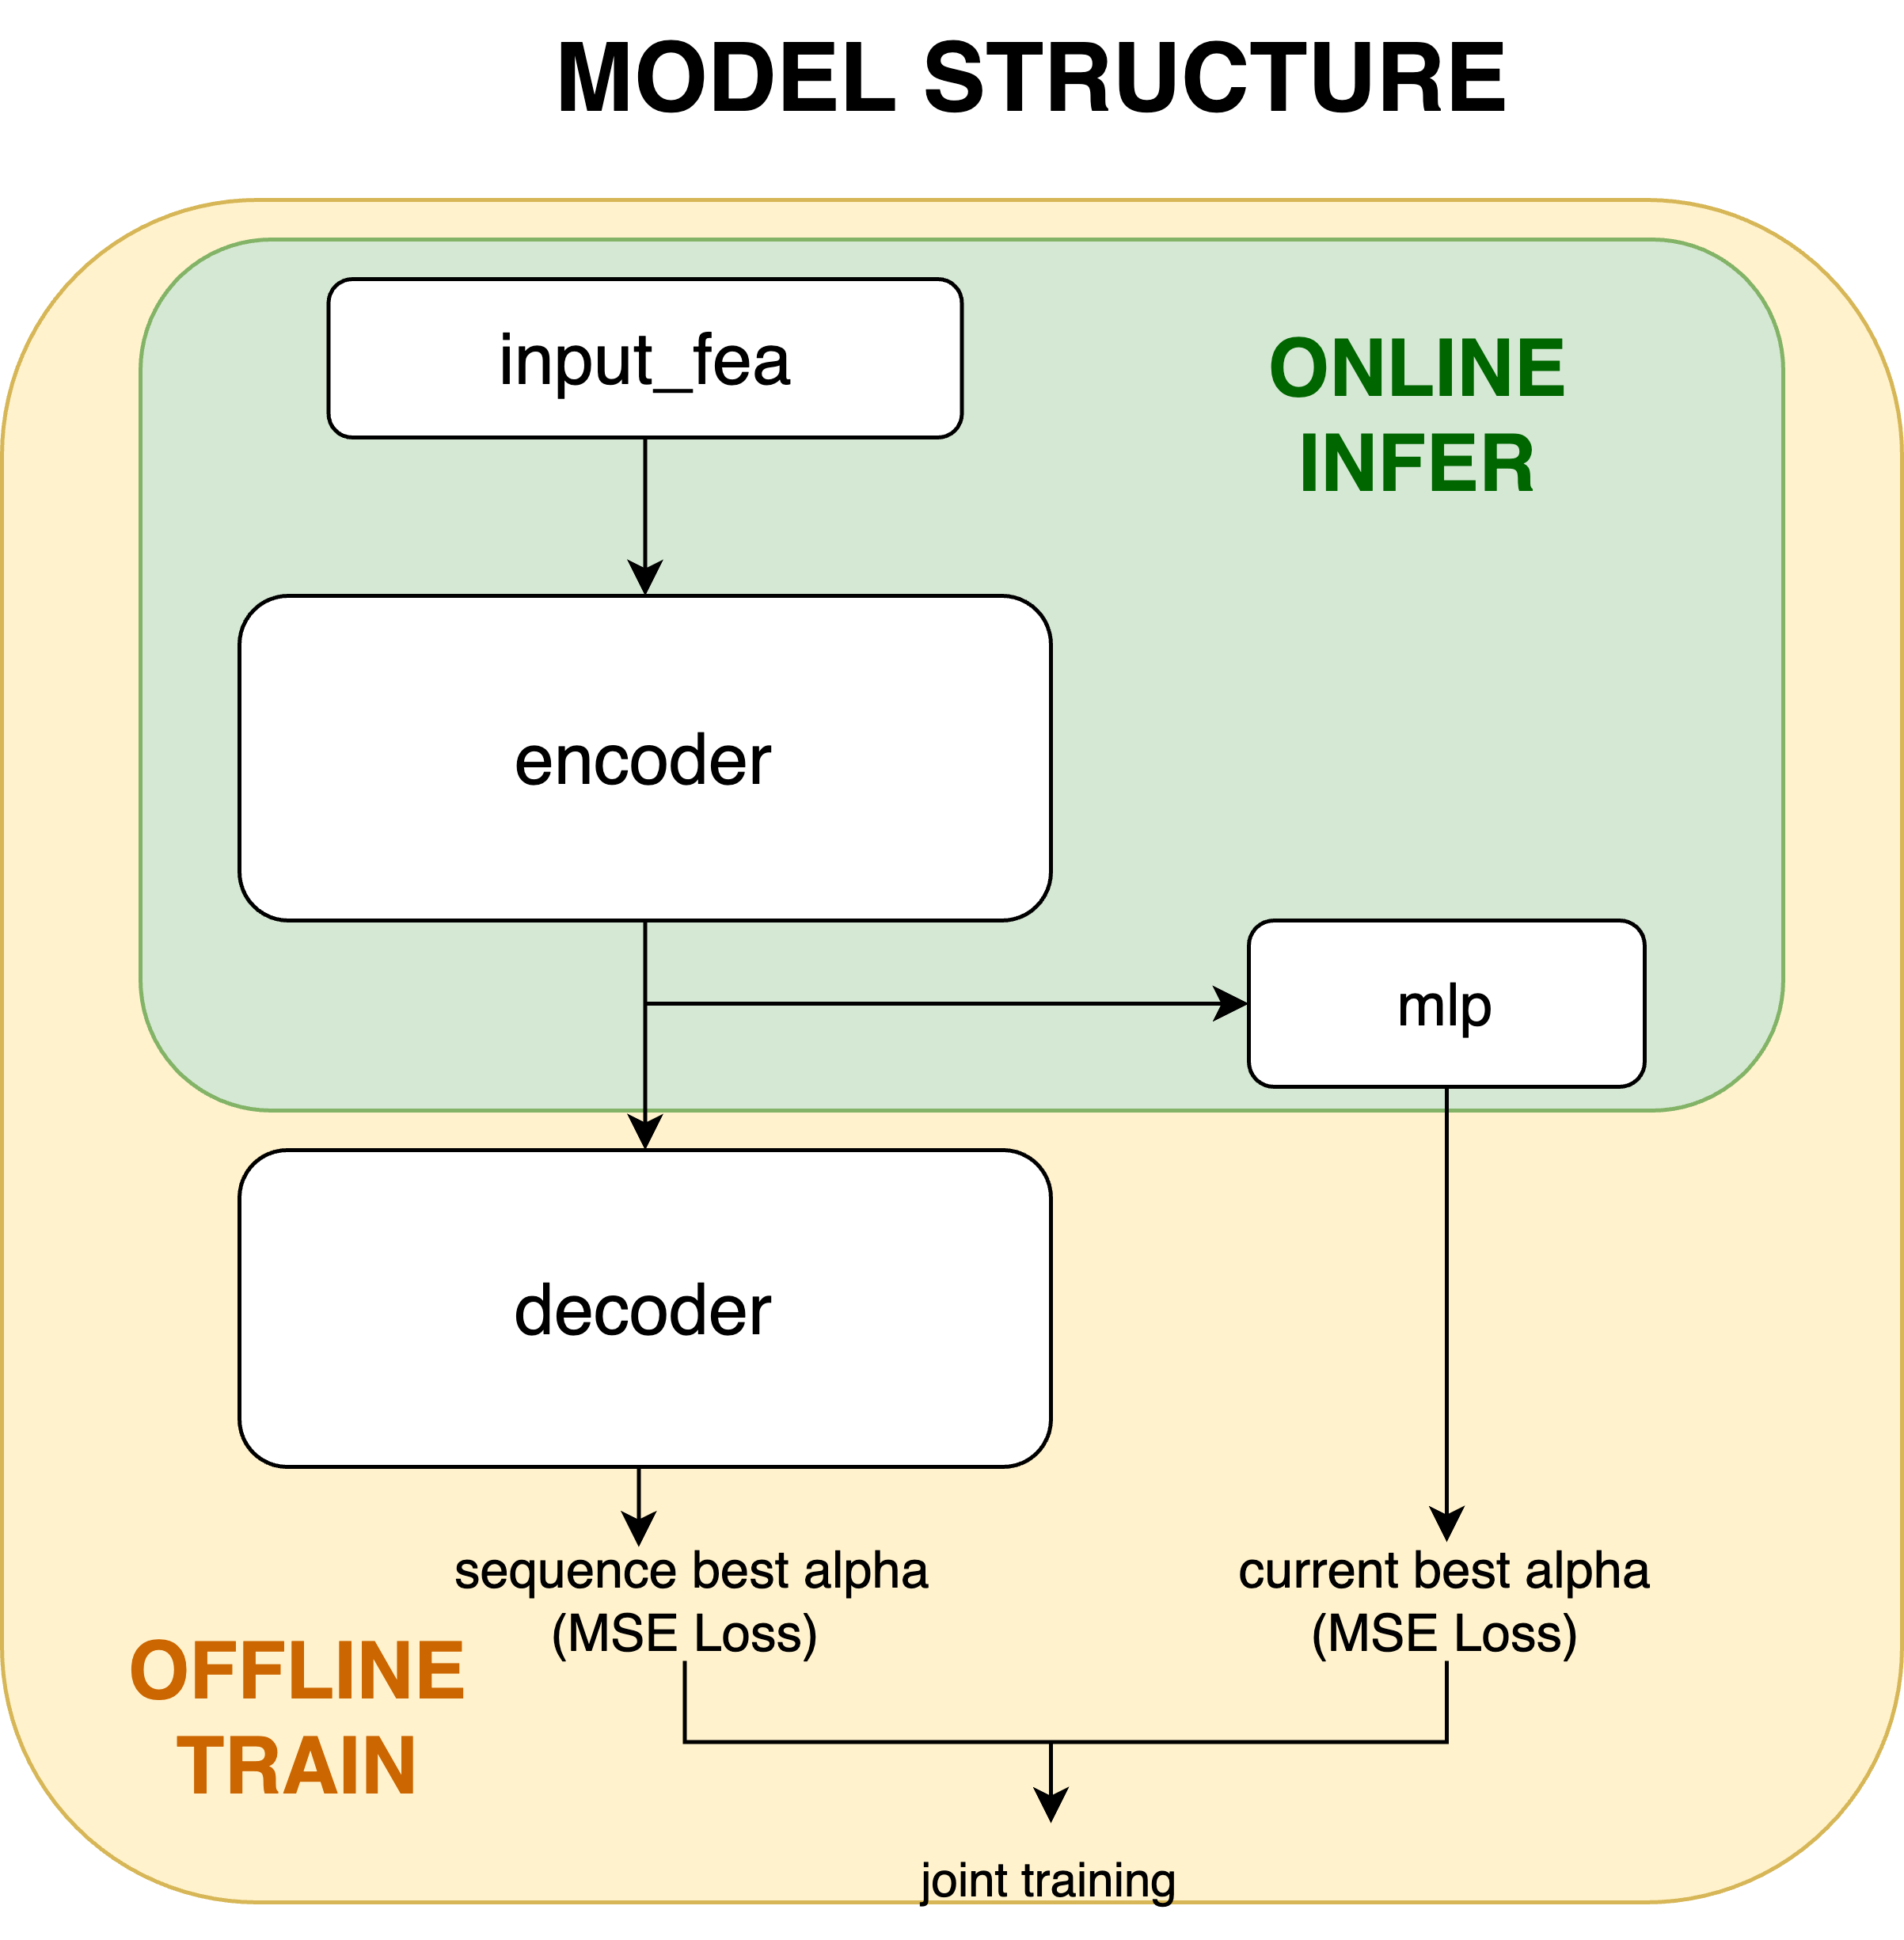 MODEL STRUCTURE
input_fea
ONLINE
INFER
encoder
mlp
decoder
sequence best alpha
(MSE Loss)
current best alpha
(MSE Loss)
OFFLINE
TRAIN
joint training